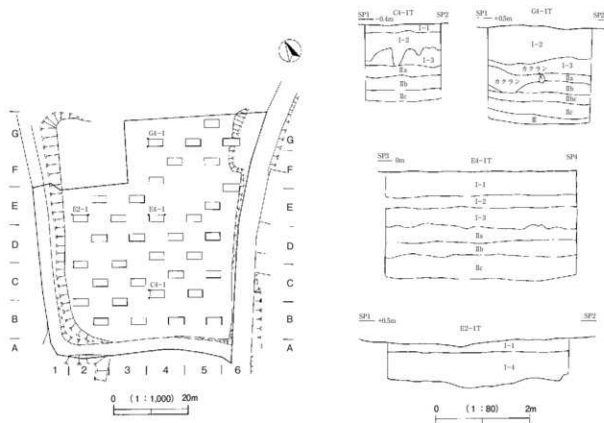 G
F
E
D
C
B
A
1 2 3 4 5 6
G
F
E
D
C
B
A
G4-1
E2-1
E4-1
C4-1
0 (1:1,000) 20m
C4-1T
SP1 -0.4m SP2
I-1
I-2
I-3
IIa
IIb
IIc
G4-1T
SP1 +0.5m SP2
I-2
I-3
カクラン
カクラン
IIa
IIb
IIc
E4-1T
SP3 0m SP4
I-1
I-2
I-3
IIa
IIb
IIc
E2-1T
SP1 +0.5m SP2
I-1
I-4
0 (1:80) 2m